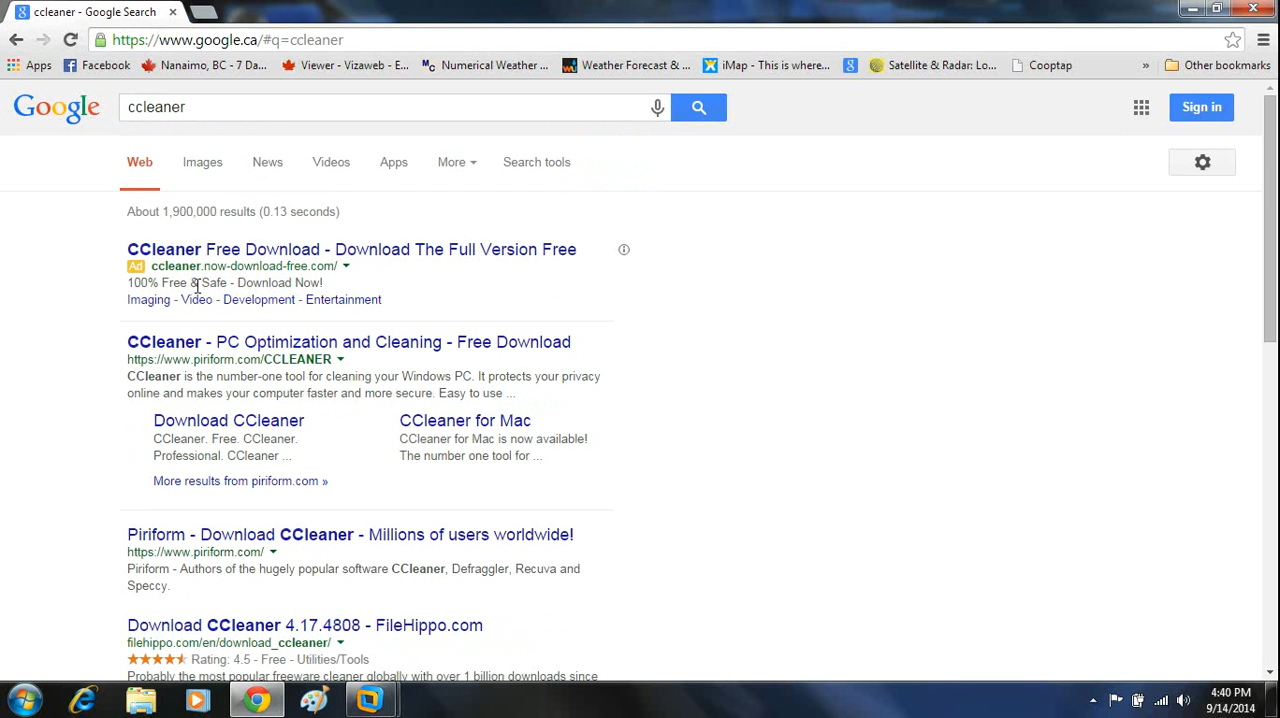 ccleaner - Google Search
https://www.google.ca/#q=ccleaner
Apps Facebook Nanaimo, BC - 7 Da... Viewer - Vizaweb - E... Numerical Weather ... Weather Forecast & ... iMap - This is where... Satellite & Radar: Lo... Cooptap » Other bookmarks
Google ccleaner Sign in
Web Images News Videos Apps More Search tools
About 1,900,000 results (0.13 seconds)
CCleaner Free Download - Download The Full Version Free
Ad ccleaner.now-download-free.com/
100% Free & Safe - Download Now!
Imaging - Video - Development - Entertainment
CCleaner - PC Optimization and Cleaning - Free Download
https://www.piriform.com/CCLEANER
CCleaner is the number-one tool for cleaning your Windows PC. It protects your privacy
online and makes your computer faster and more secure. Easy to use ...
Download CCleaner
CCleaner. Free. CCleaner.
Professional. CCleaner ...
CCleaner for Mac
CCleaner for Mac is now available!
The number one tool for ...
More results from piriform.com »
Piriform - Download CCleaner - Millions of users worldwide!
https://www.piriform.com/
Piriform - Authors of the hugely popular software CCleaner, Defraggler, Recuva and
Speccy.
Download CCleaner 4.17.4808 - FileHippo.com
filehippo.com/en/download_ccleaner/
Rating: 4.5 - Free - Utilities/Tools
Probably the most popular freeware cleaner globally with over 1 billion downloads since
4:40 PM
9/14/2014